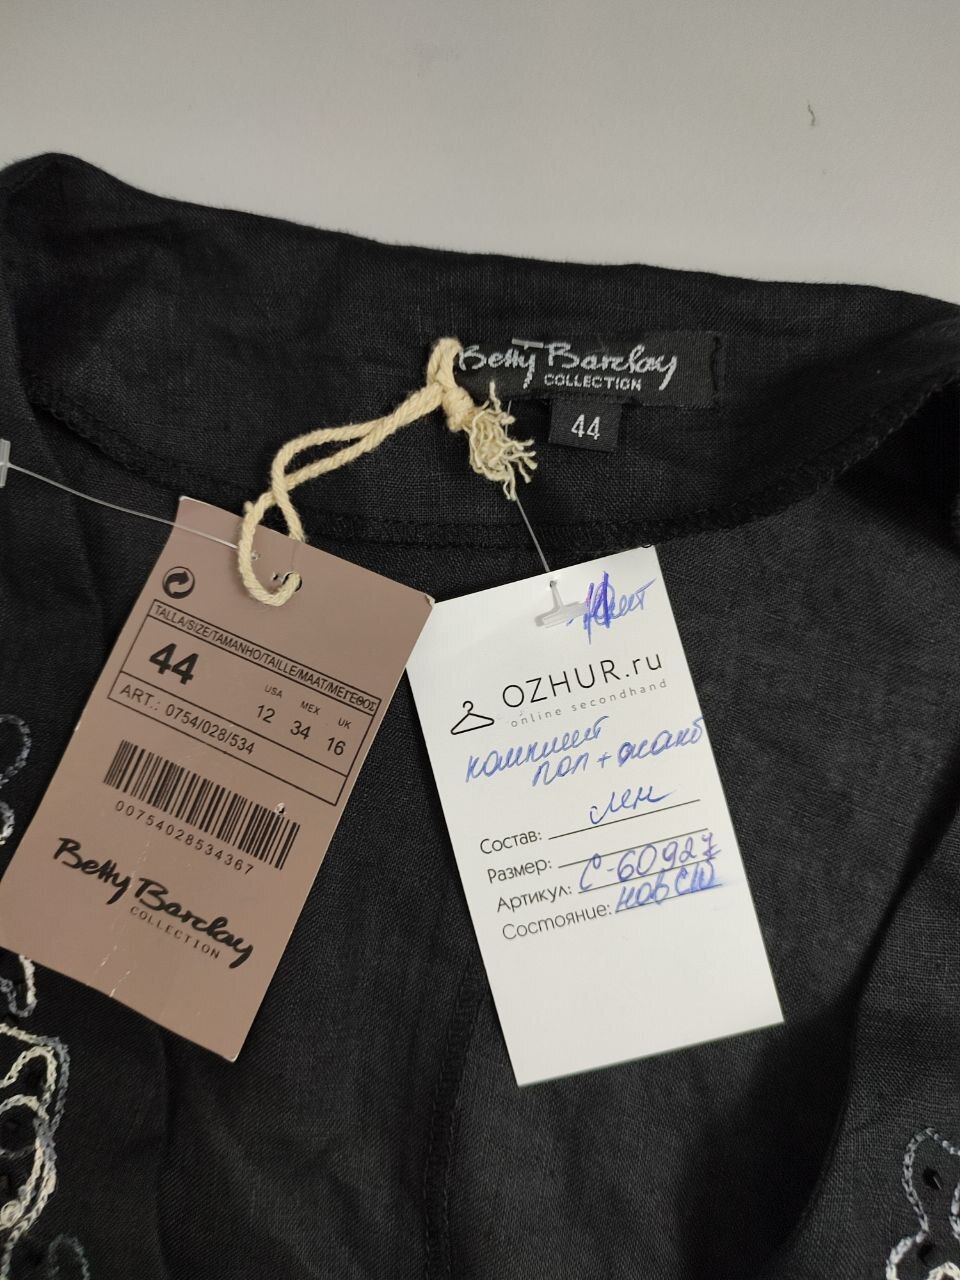 Betty Barclay
COLLECTION
44
TALLA/SIZE/TAMANHO/TAILLE/MAAT/ΜΕΓΕΘΟΣ
44
USA
MEX
UK
12
34
16
ART.: 0754/028/534
00754028534367
Betty Barclay
COLLECTION
OZHUR.ru
online secondhand
комплект
топ + жакет
Состав: лен
Размер:
Артикул: С-60927
Состояние: нов с/б